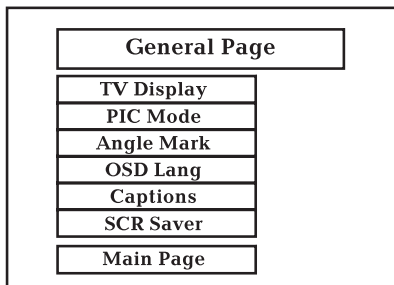 General Page
TV Display
PIC Mode
Angle Mark
OSD Lang
Captions
SCR Saver
Main Page